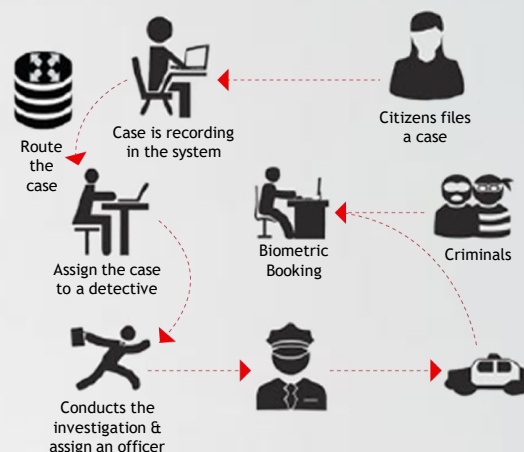 Citizens files
a case
Case is recording
in the system
Route
the
case
Assign the case
to a detective
Biometric
Booking
Criminals
Conducts the
investigation &
assign an officer